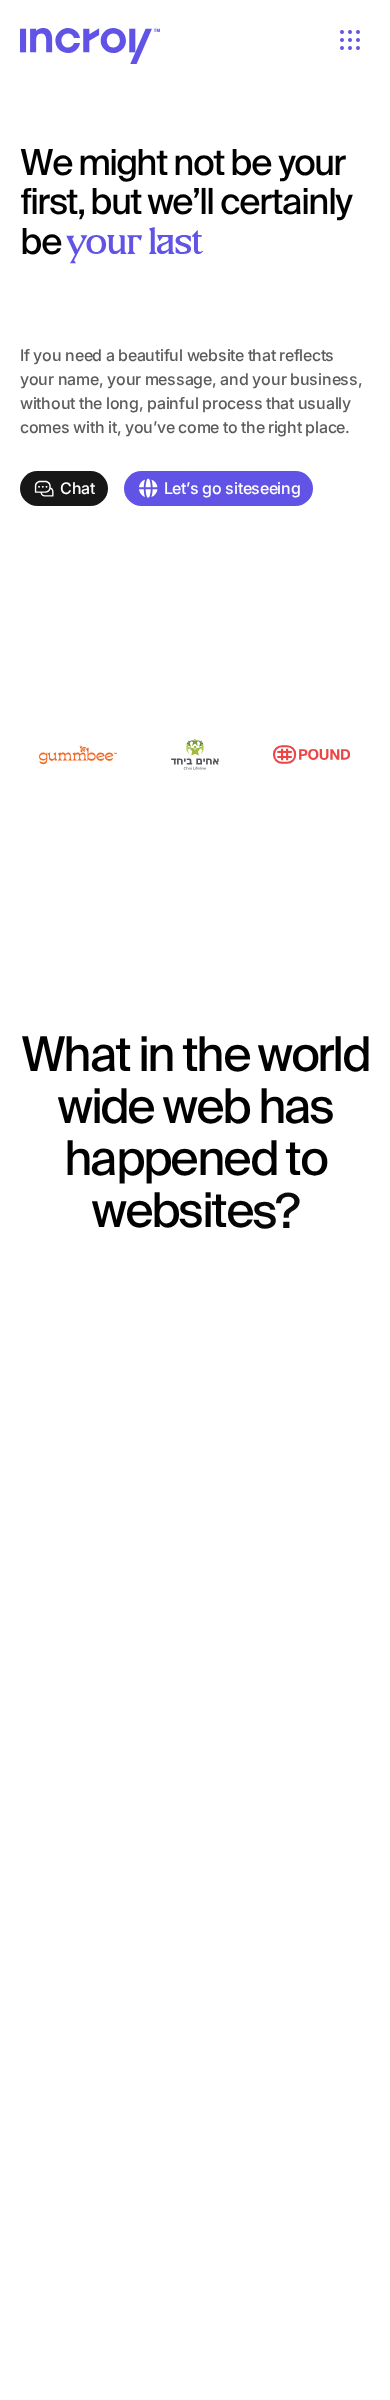 incroy™
We might not be your
first, but we’ll certainly
be your last
If you need a beautiful website that reflects
your name, your message, and your business,
without the long, painful process that usually
comes with it, you’ve come to the right place.
Chat
Let’s go siteseeing
gummbee
אחים ביחד
Chai Lifeline
POUND
What in the world
wide web has
happened to
websites?